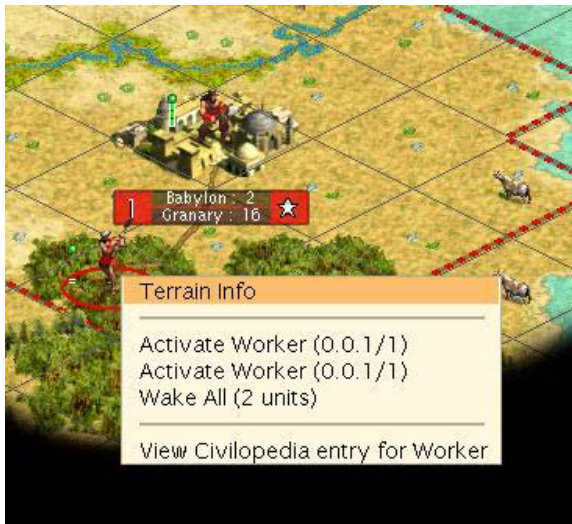 1
Babylon : 2
Granary : 16
Terrain Info
Activate Worker (0.0.1/1)
Activate Worker (0.0.1/1)
Wake All (2 units)
View Civilopedia entry for Worker